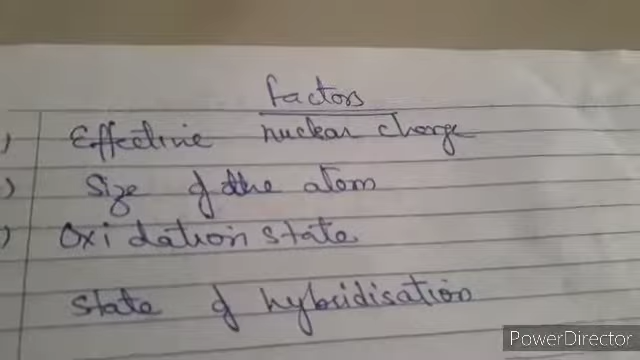 Factors
) Effective nuclear charge
) Size of the atom
) Oxidation state
State of hybridisation
PowerDirector